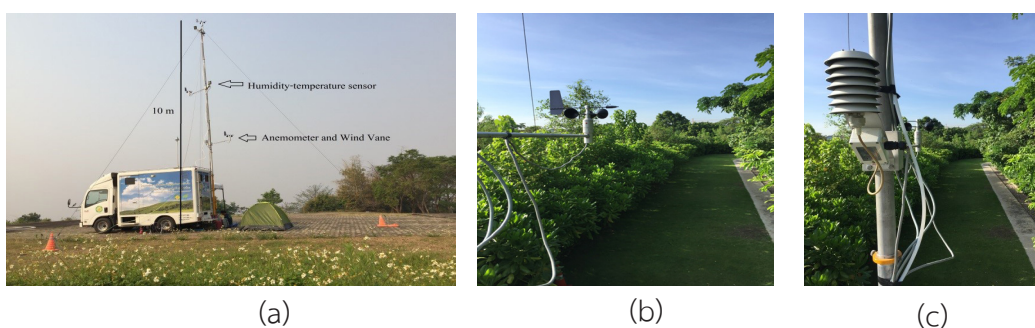 Humidity-temperature sensor
10 m
Anemometer and Wind Vane
(a)
(b)
(c)